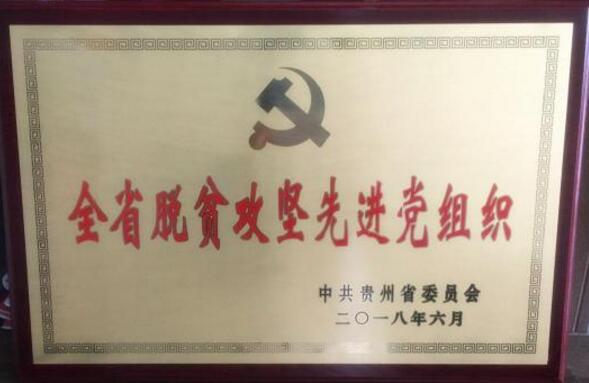 全省脱贫攻坚先进党组织
中共贵州省委员会
二〇一八年六月